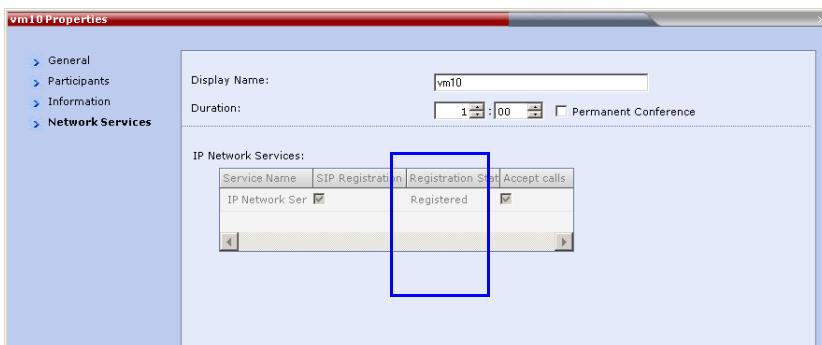 vm10 Properties
General
Participants
Information
Network Services
Display Name: vm10
Duration: 1 : 00 Permanent Conference
IP Network Services:
Service Name SIP Registration Registration Stat Accept calls
IP Network Ser Registered